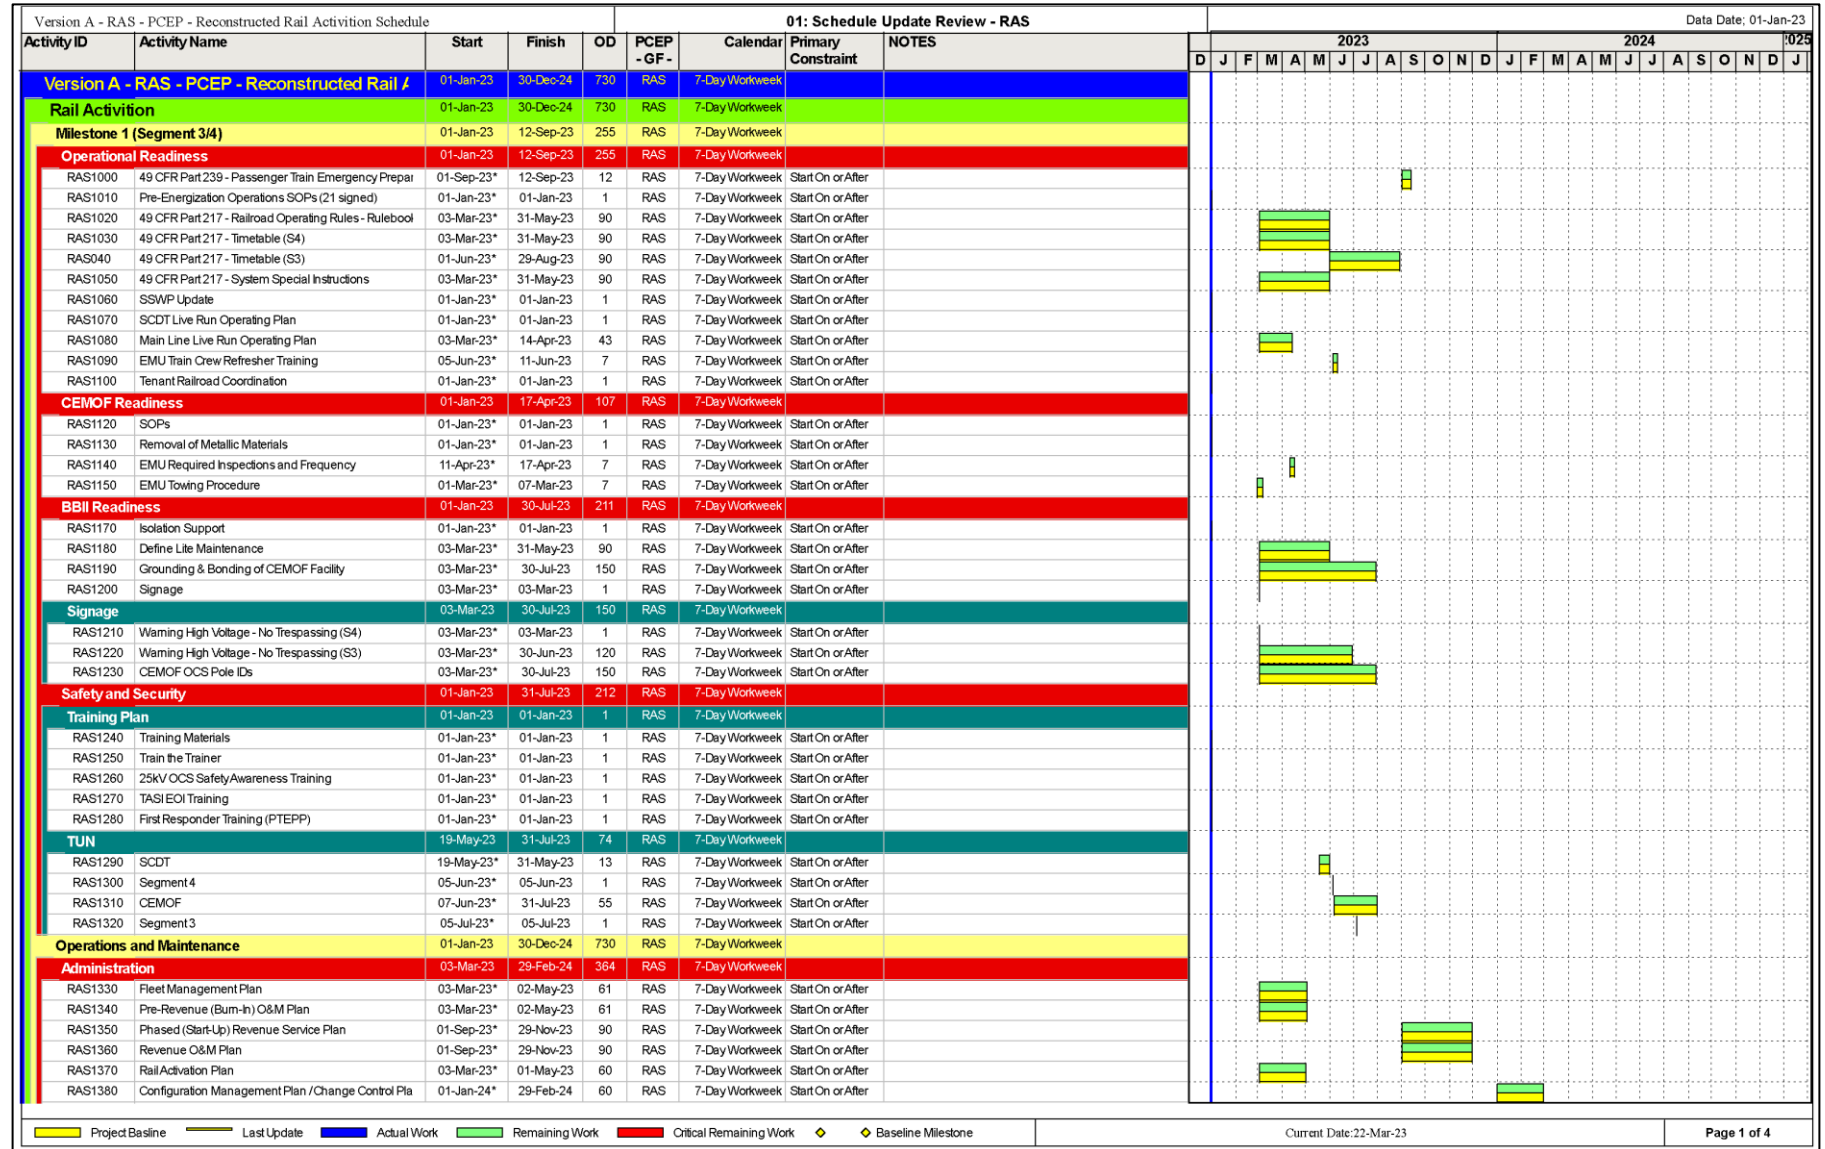 Version A - RAS - PCEP - Reconstructed Rail Activition Schedule 01: Schedule Update Review - RAS Data Date; 01-Jan-23
Activity ID Activity Name Start Finish OD PCEP - GF - Calendar Primary Constraint NOTES 2023 2024 2025
D J F M A M J J A S O N D J F M A M J J A S O N D J
Version A - RAS - PCEP - Reconstructed Rail A 01-Jan-23 30-Dec-24 730 RAS 7-Day Workweek
Rail Activition 01-Jan-23 30-Dec-24 730 RAS 7-Day Workweek
Milestone 1 (Segment 3/4) 01-Jan-23 12-Sep-23 255 RAS 7-Day Workweek
Operational Readiness 01-Jan-23 12-Sep-23 255 RAS 7-Day Workweek
RAS1000 49 CFR Part 239 - Passenger Train Emergency Prepar 01-Sep-23* 12-Sep-23 12 RAS 7-Day Workweek Start On or After
RAS1010 Pre-Energization Operations SOPs (21 signed) 01-Jan-23* 01-Jan-23 1 RAS 7-Day Workweek Start On or After
RAS1020 49 CFR Part 217 - Railroad Operating Rules - Rulebook 03-Mar-23* 31-May-23 90 RAS 7-Day Workweek Start On or After
RAS1030 49 CFR Part 217 - Timetable (S4) 03-Mar-23* 31-May-23 90 RAS 7-Day Workweek Start On or After
RAS040 49 CFR Part 217 - Timetable (S3) 01-Jun-23* 29-Aug-23 90 RAS 7-Day Workweek Start On or After
RAS1050 49 CFR Part 217 - System Special Instructions 03-Mar-23* 31-May-23 90 RAS 7-Day Workweek Start On or After
RAS1060 SSWP Update 01-Jan-23* 01-Jan-23 1 RAS 7-Day Workweek Start On or After
RAS1070 SCDT Live Run Operating Plan 01-Jan-23* 01-Jan-23 1 RAS 7-Day Workweek Start On or After
RAS1080 Main Line Live Run Operating Plan 03-Mar-23* 14-Apr-23 43 RAS 7-Day Workweek Start On or After
RAS1090 EMU Train Crew Refresher Training 05-Jun-23* 11-Jun-23 7 RAS 7-Day Workweek Start On or After
RAS1100 Tenant Railroad Coordination 01-Jan-23* 01-Jan-23 1 RAS 7-Day Workweek Start On or After
CEMOF Readiness 01-Jan-23 17-Apr-23 107 RAS 7-Day Workweek
RAS1120 SOPs 01-Jan-23* 01-Jan-23 1 RAS 7-Day Workweek Start On or After
RAS1130 Removal of Metallic Materials 01-Jan-23* 01-Jan-23 1 RAS 7-Day Workweek Start On or After
RAS1140 EMU Required Inspections and Frequency 11-Apr-23* 17-Apr-23 7 RAS 7-Day Workweek Start On or After
RAS1150 EMU Towing Procedure 01-Mar-23* 07-Mar-23 7 RAS 7-Day Workweek Start On or After
BBII Readiness 01-Jan-23 30-Jul-23 211 RAS 7-Day Workweek
RAS1170 Isolation Support 01-Jan-23* 01-Jan-23 1 RAS 7-Day Workweek Start On or After
RAS1180 Define Lite Maintenance 03-Mar-23* 31-May-23 90 RAS 7-Day Workweek Start On or After
RAS1190 Grounding & Bonding of CEMOF Facility 03-Mar-23* 30-Jul-23 150 RAS 7-Day Workweek Start On or After
RAS1200 Signage 03-Mar-23* 03-Mar-23 1 RAS 7-Day Workweek Start On or After
Signage 03-Mar-23 30-Jul-23 150 RAS 7-Day Workweek
RAS1210 Warning High Voltage - No Trespassing (S4) 03-Mar-23* 03-Mar-23 1 RAS 7-Day Workweek Start On or After
RAS1220 Warning High Voltage - No Trespassing (S3) 03-Mar-23* 30-Jun-23 120 RAS 7-Day Workweek Start On or After
RAS1230 CEMOF OCS Pole IDs 03-Mar-23* 30-Jul-23 150 RAS 7-Day Workweek Start On or After
Safety and Security 01-Jan-23 31-Jul-23 212 RAS 7-Day Workweek
Training Plan 01-Jan-23 01-Jan-23 1 RAS 7-Day Workweek
RAS1240 Training Materials 01-Jan-23* 01-Jan-23 1 RAS 7-Day Workweek Start On or After
RAS1250 Train the Trainer 01-Jan-23* 01-Jan-23 1 RAS 7-Day Workweek Start On or After
RAS1260 25kV OCS Safety Awareness Training 01-Jan-23* 01-Jan-23 1 RAS 7-Day Workweek Start On or After
RAS1270 TASI EOI Training 01-Jan-23* 01-Jan-23 1 RAS 7-Day Workweek Start On or After
RAS1280 First Responder Training (PTEPP) 01-Jan-23* 01-Jan-23 1 RAS 7-Day Workweek Start On or After
TUN 19-May-23 31-Jul-23 74 RAS 7-Day Workweek
RAS1290 SCDT 19-May-23* 31-May-23 13 RAS 7-Day Workweek Start On or After
RAS1300 Segment 4 05-Jun-23* 05-Jun-23 1 RAS 7-Day Workweek Start On or After
RAS1310 CEMOF 07-Jun-23* 31-Jul-23 55 RAS 7-Day Workweek Start On or After
RAS1320 Segment 3 05-Jul-23* 05-Jul-23 1 RAS 7-Day Workweek Start On or After
Operations and Maintenance 01-Jan-23 30-Dec-24 730 RAS 7-Day Workweek
Administration 03-Mar-23 29-Feb-24 364 RAS 7-Day Workweek
RAS1330 Fleet Management Plan 03-Mar-23* 02-May-23 61 RAS 7-Day Workweek Start On or After
RAS1340 Pre-Revenue (Burn-In) O&M Plan 03-Mar-23* 02-May-23 61 RAS 7-Day Workweek Start On or After
RAS1350 Phased (Start-Up) Revenue Service Plan 01-Sep-23* 29-Nov-23 90 RAS 7-Day Workweek Start On or After
RAS1360 Revenue O&M Plan 01-Sep-23* 29-Nov-23 90 RAS 7-Day Workweek Start On or After
RAS1370 Rail Activation Plan 03-Mar-23* 01-May-23 60 RAS 7-Day Workweek Start On or After
RAS1380 Configuration Management Plan / Change Control Pla 01-Jan-24* 29-Feb-24 60 RAS 7-Day Workweek Start On or After
Project Basline Last Update Actual Work Remaining Work Critical Remaining Work Baseline Milestone Current Date:22-Mar-23 Page 1 of 4